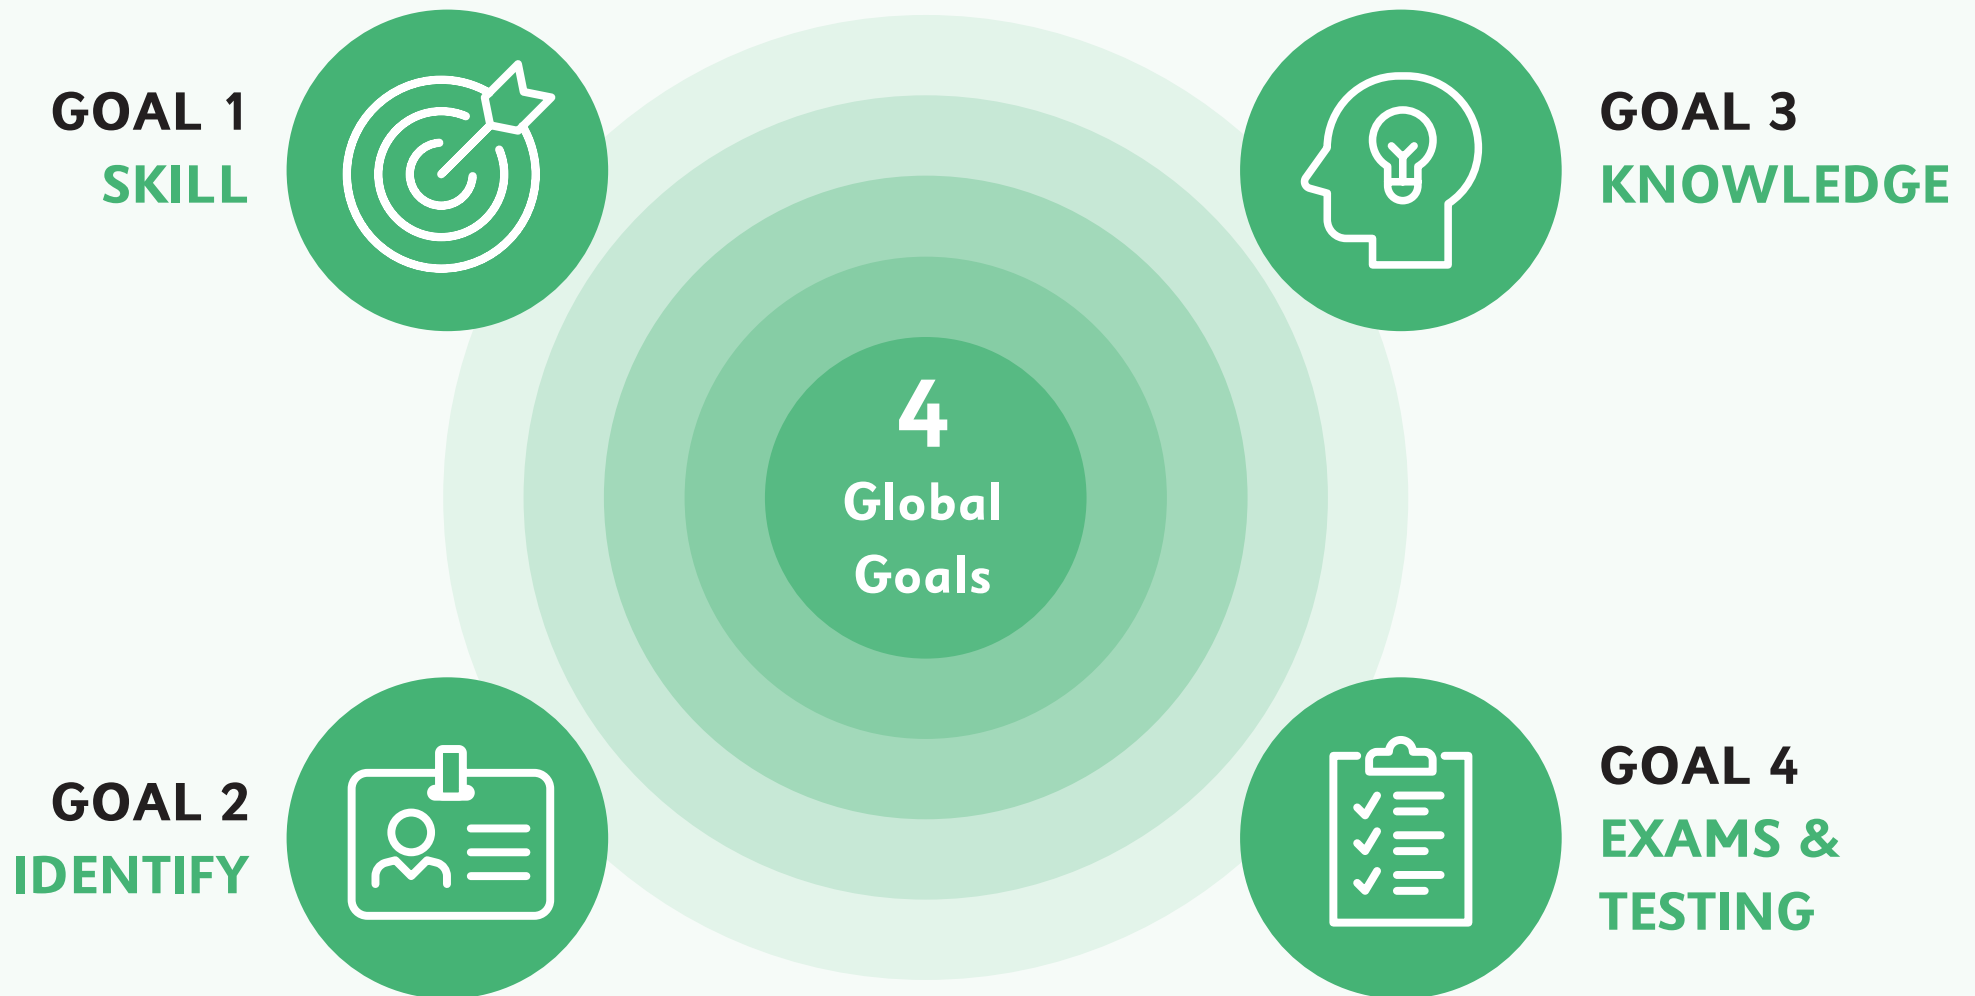 GOAL 1
SKILL
GOAL 2
IDENTIFY
4
Global
Goals
GOAL 3
KNOWLEDGE
GOAL 4
EXAMS &
TESTING